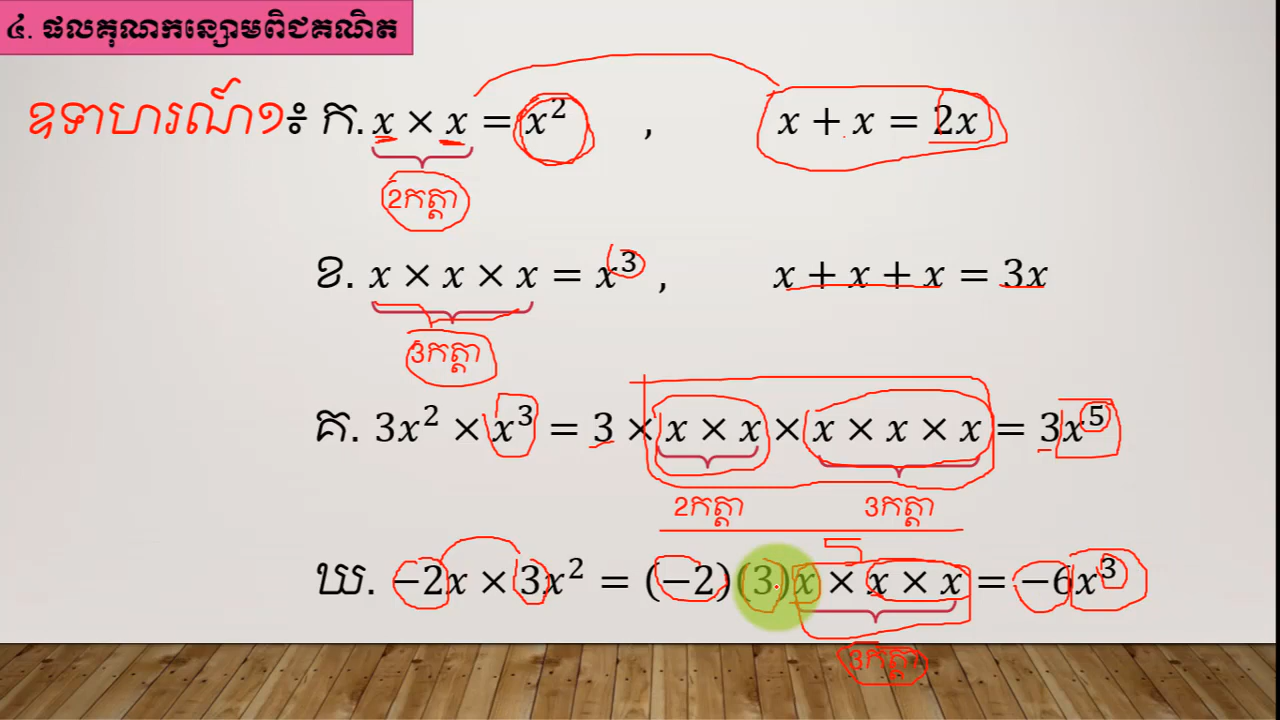 ៤. ផលគុណកន្សោមពិជគណិត
ឧទាហរណ៍១៖ ក. x × x = x² , x + x = 2x
2កត្តា
ខ. x × x × x = x³ , x + x + x = 3x
3កត្តា
គ. 3x² × x³ = 3 × x × x × x × x × x = 3x⁵
2កត្តា 3កត្តា
5
ឃ. −2x × 3x² = (−2)(3)x × x × x = −6x³
3កត្តា